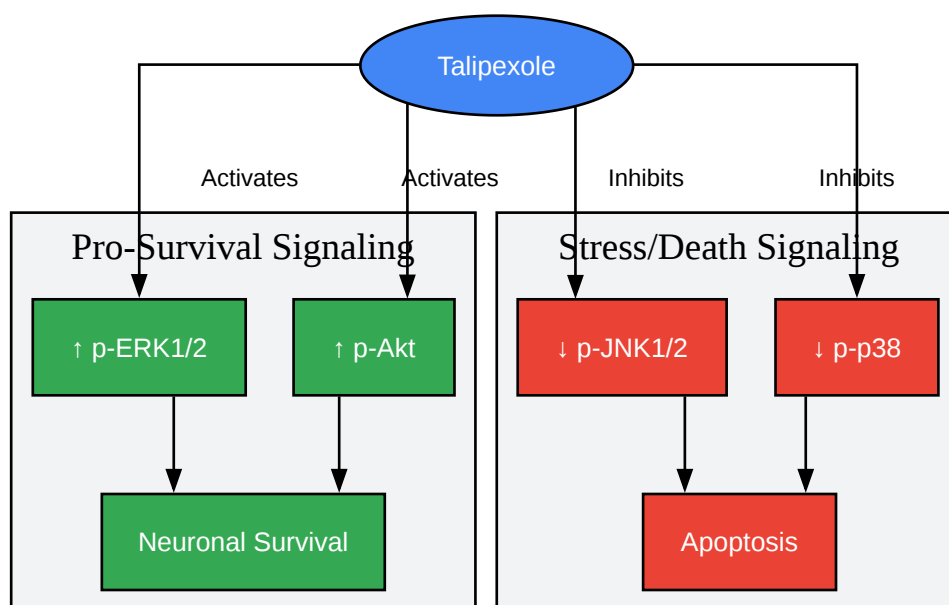 Talipexole
Activates
Activates
Inhibits
Inhibits
Pro-Survival Signaling
Stress/Death Signaling
↑ p-ERK1/2
↑ p-Akt
↓ p-JNK1/2
↓ p-p38
Neuronal Survival
Apoptosis